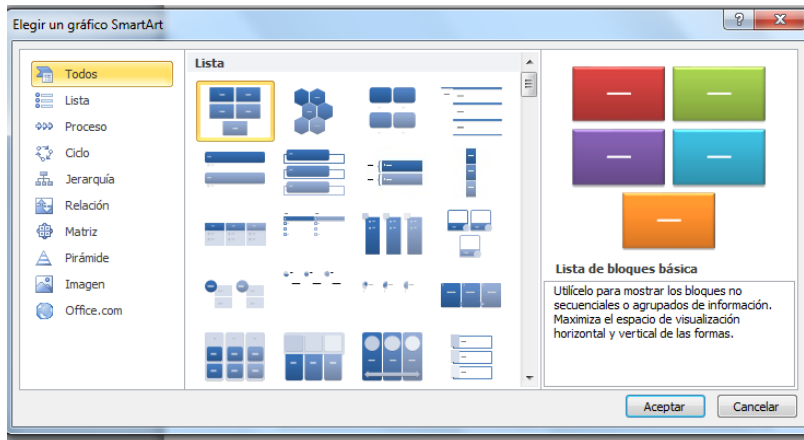 Elegir un gráfico SmartArt
Todos
Lista
Proceso
Ciclo
Jerarquía
Relación
Matriz
Pirámide
Imagen
Office.com
Lista
Lista de bloques básica
Utilícelo para mostrar los bloques no
secuenciales o agrupados de información.
Maximiza el espacio de visualización
horizontal y vertical de las formas.
Aceptar
Cancelar